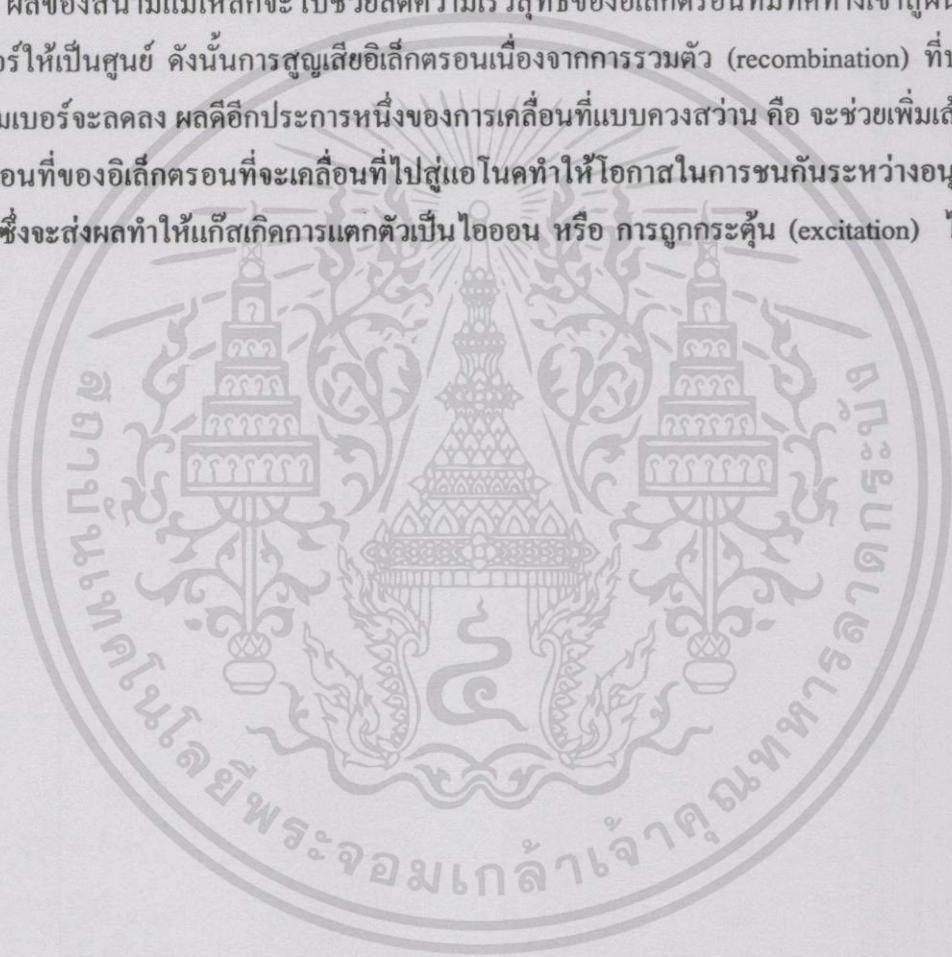 ผลของสนามแม่เหล็กจะไปช่วยลดความเร็วสุทธิของอิเล็กตรอนที่มีทิศทางเข้าสู่
ให้เป็นศูนย์ ดังนั้นการสูญเสียอิเล็กตรอนเนื่องจากการรวมตัว (recombination)
จะลดลง ผลดีอีกประการหนึ่งของการเคลื่อนที่แบบควงสว่าน คือ จะช่วยเพิ่ม
ของอิเล็กตรอนที่จะเคลื่อนที่ไปสู่แอโนดทำให้โอกาสในการชนกันระหว่าง
ซึ่งจะส่งผลทำให้แก๊สเกิดการแตกตัวเป็นไอออน หรือ การถูกกระตุ้น (excitation)
สถาบันเทคโนโลยีพระจอมเกล้าเจ้าคุณทหารลาดกระบัง